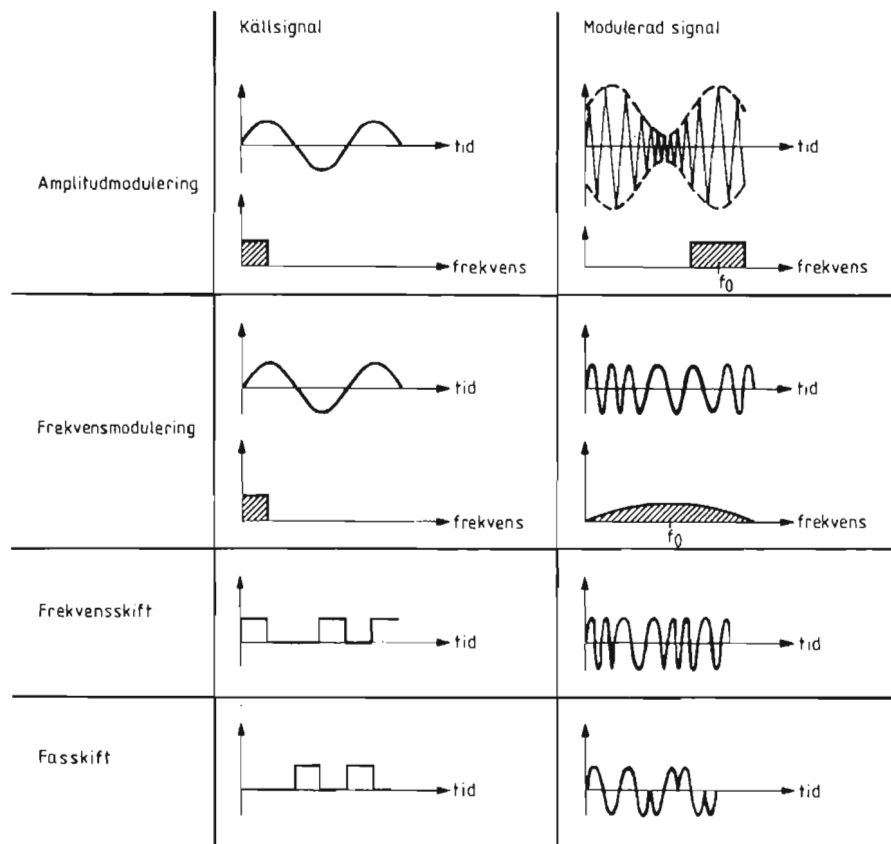 Källsignal
Modulerad signal
tid
tid
Amplitudmodulering
frekvens
frekvens
f0
tid
tid
Frekvensmodulering
frekvens
frekvens
f0
Frekvensskift
tid
tid
Fasskift
tid
tid